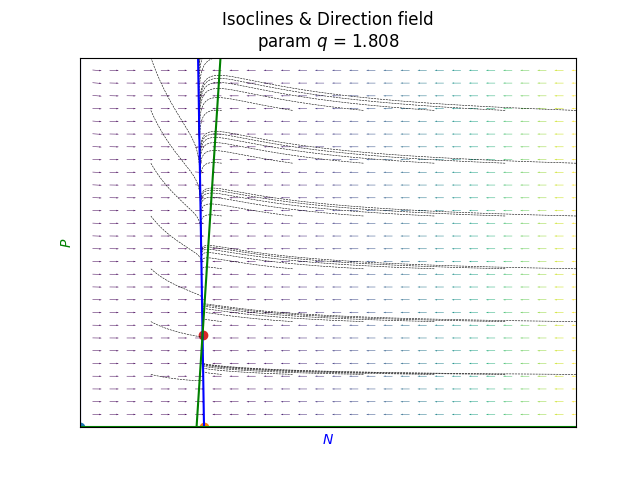 Isoclines & Direction field
param q = 1.808
P
N